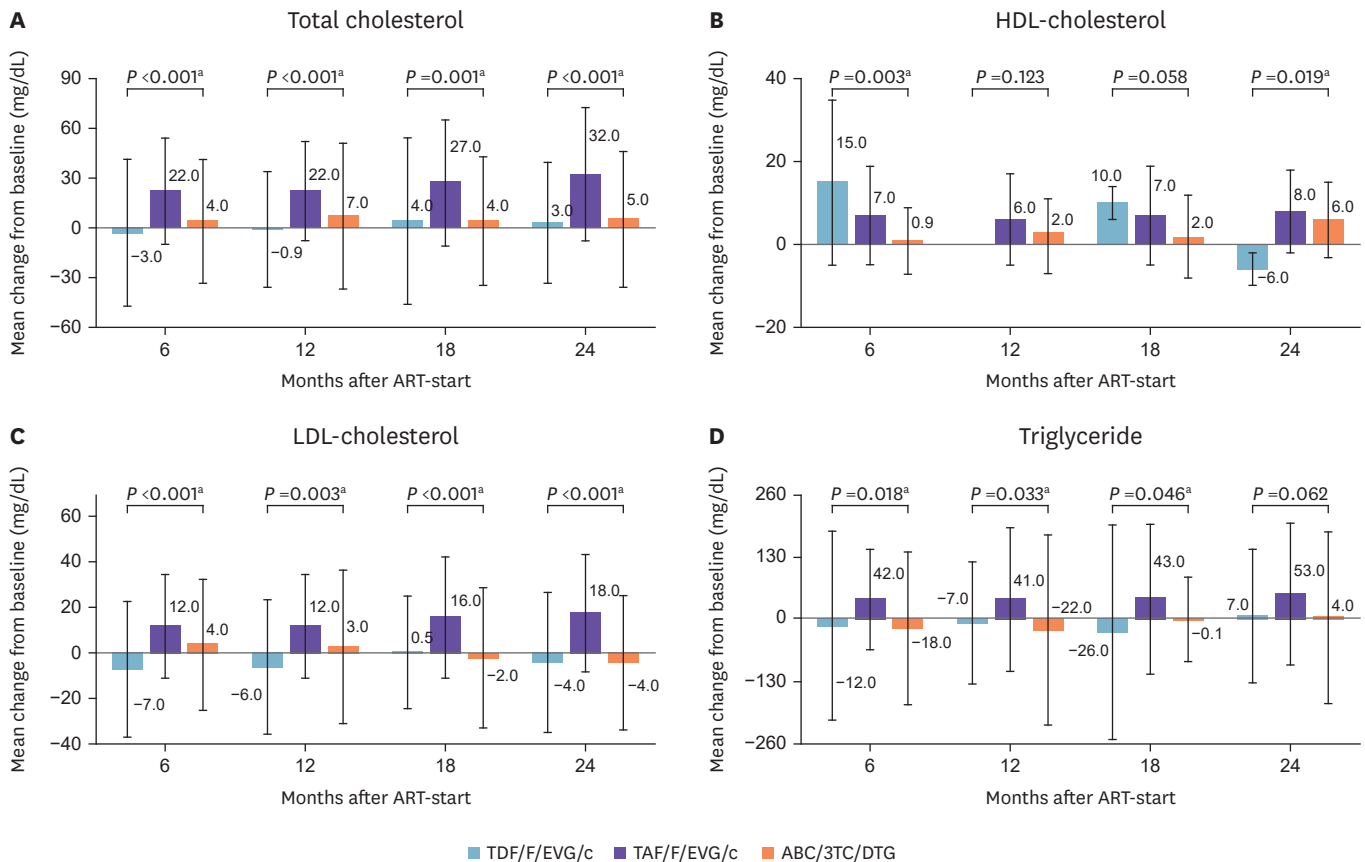 A Total cholesterol
Mean change from baseline (mg/dL)
P <0.001ª P <0.001ª P =0.001ª P <0.001ª
90
60
30
0
−30
−60
−3.0 22.0 4.0 −0.9 22.0 7.0 4.0 27.0 4.0 3.0 32.0 5.0
6 12 18 24
Months after ART-start
B HDL-cholesterol
Mean change from baseline (mg/dL)
P =0.003ª P =0.123 P =0.058 P =0.019ª
40
20
0
−20
15.0 7.0 0.9 6.0 2.0 10.0 7.0 2.0 −6.0 8.0 6.0
6 12 18 24
Months after ART-start
C LDL-cholesterol
Mean change from baseline (mg/dL)
P <0.001ª P =0.003ª P <0.001ª P <0.001ª
60
40
20
0
−20
−40
−7.0 12.0 4.0 −6.0 12.0 3.0 0.5 16.0 −2.0 −4.0 18.0 −4.0
6 12 18 24
Months after ART-start
D Triglyceride
Mean change from baseline (mg/dL)
P =0.018ª P =0.033ª P =0.046ª P =0.062
260
130
0
−130
−260
−12.0 42.0 −18.0 −7.0 41.0 −22.0 −26.0 43.0 −0.1 7.0 53.0 4.0
6 12 18 24
Months after ART-start
TDF/F/EVG/c TAF/F/EVG/c ABC/3TC/DTG